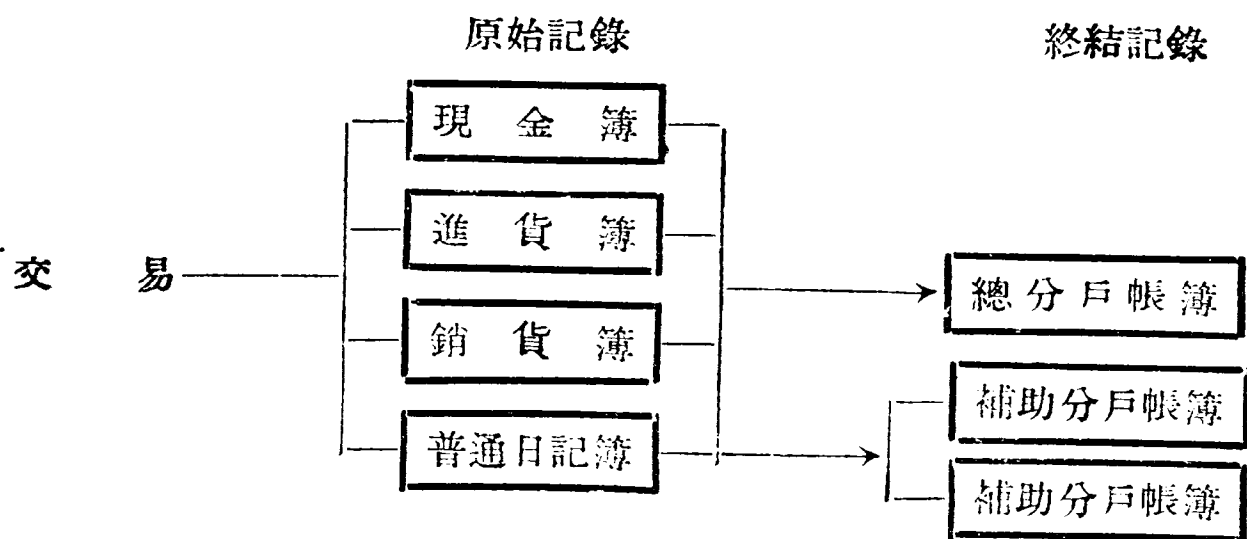 原始記錄
終結記錄
現金簿
進貨簿
交易
銷貨簿
普通日記簿
總分戶帳簿
補助分戶帳簿
補助分戶帳簿